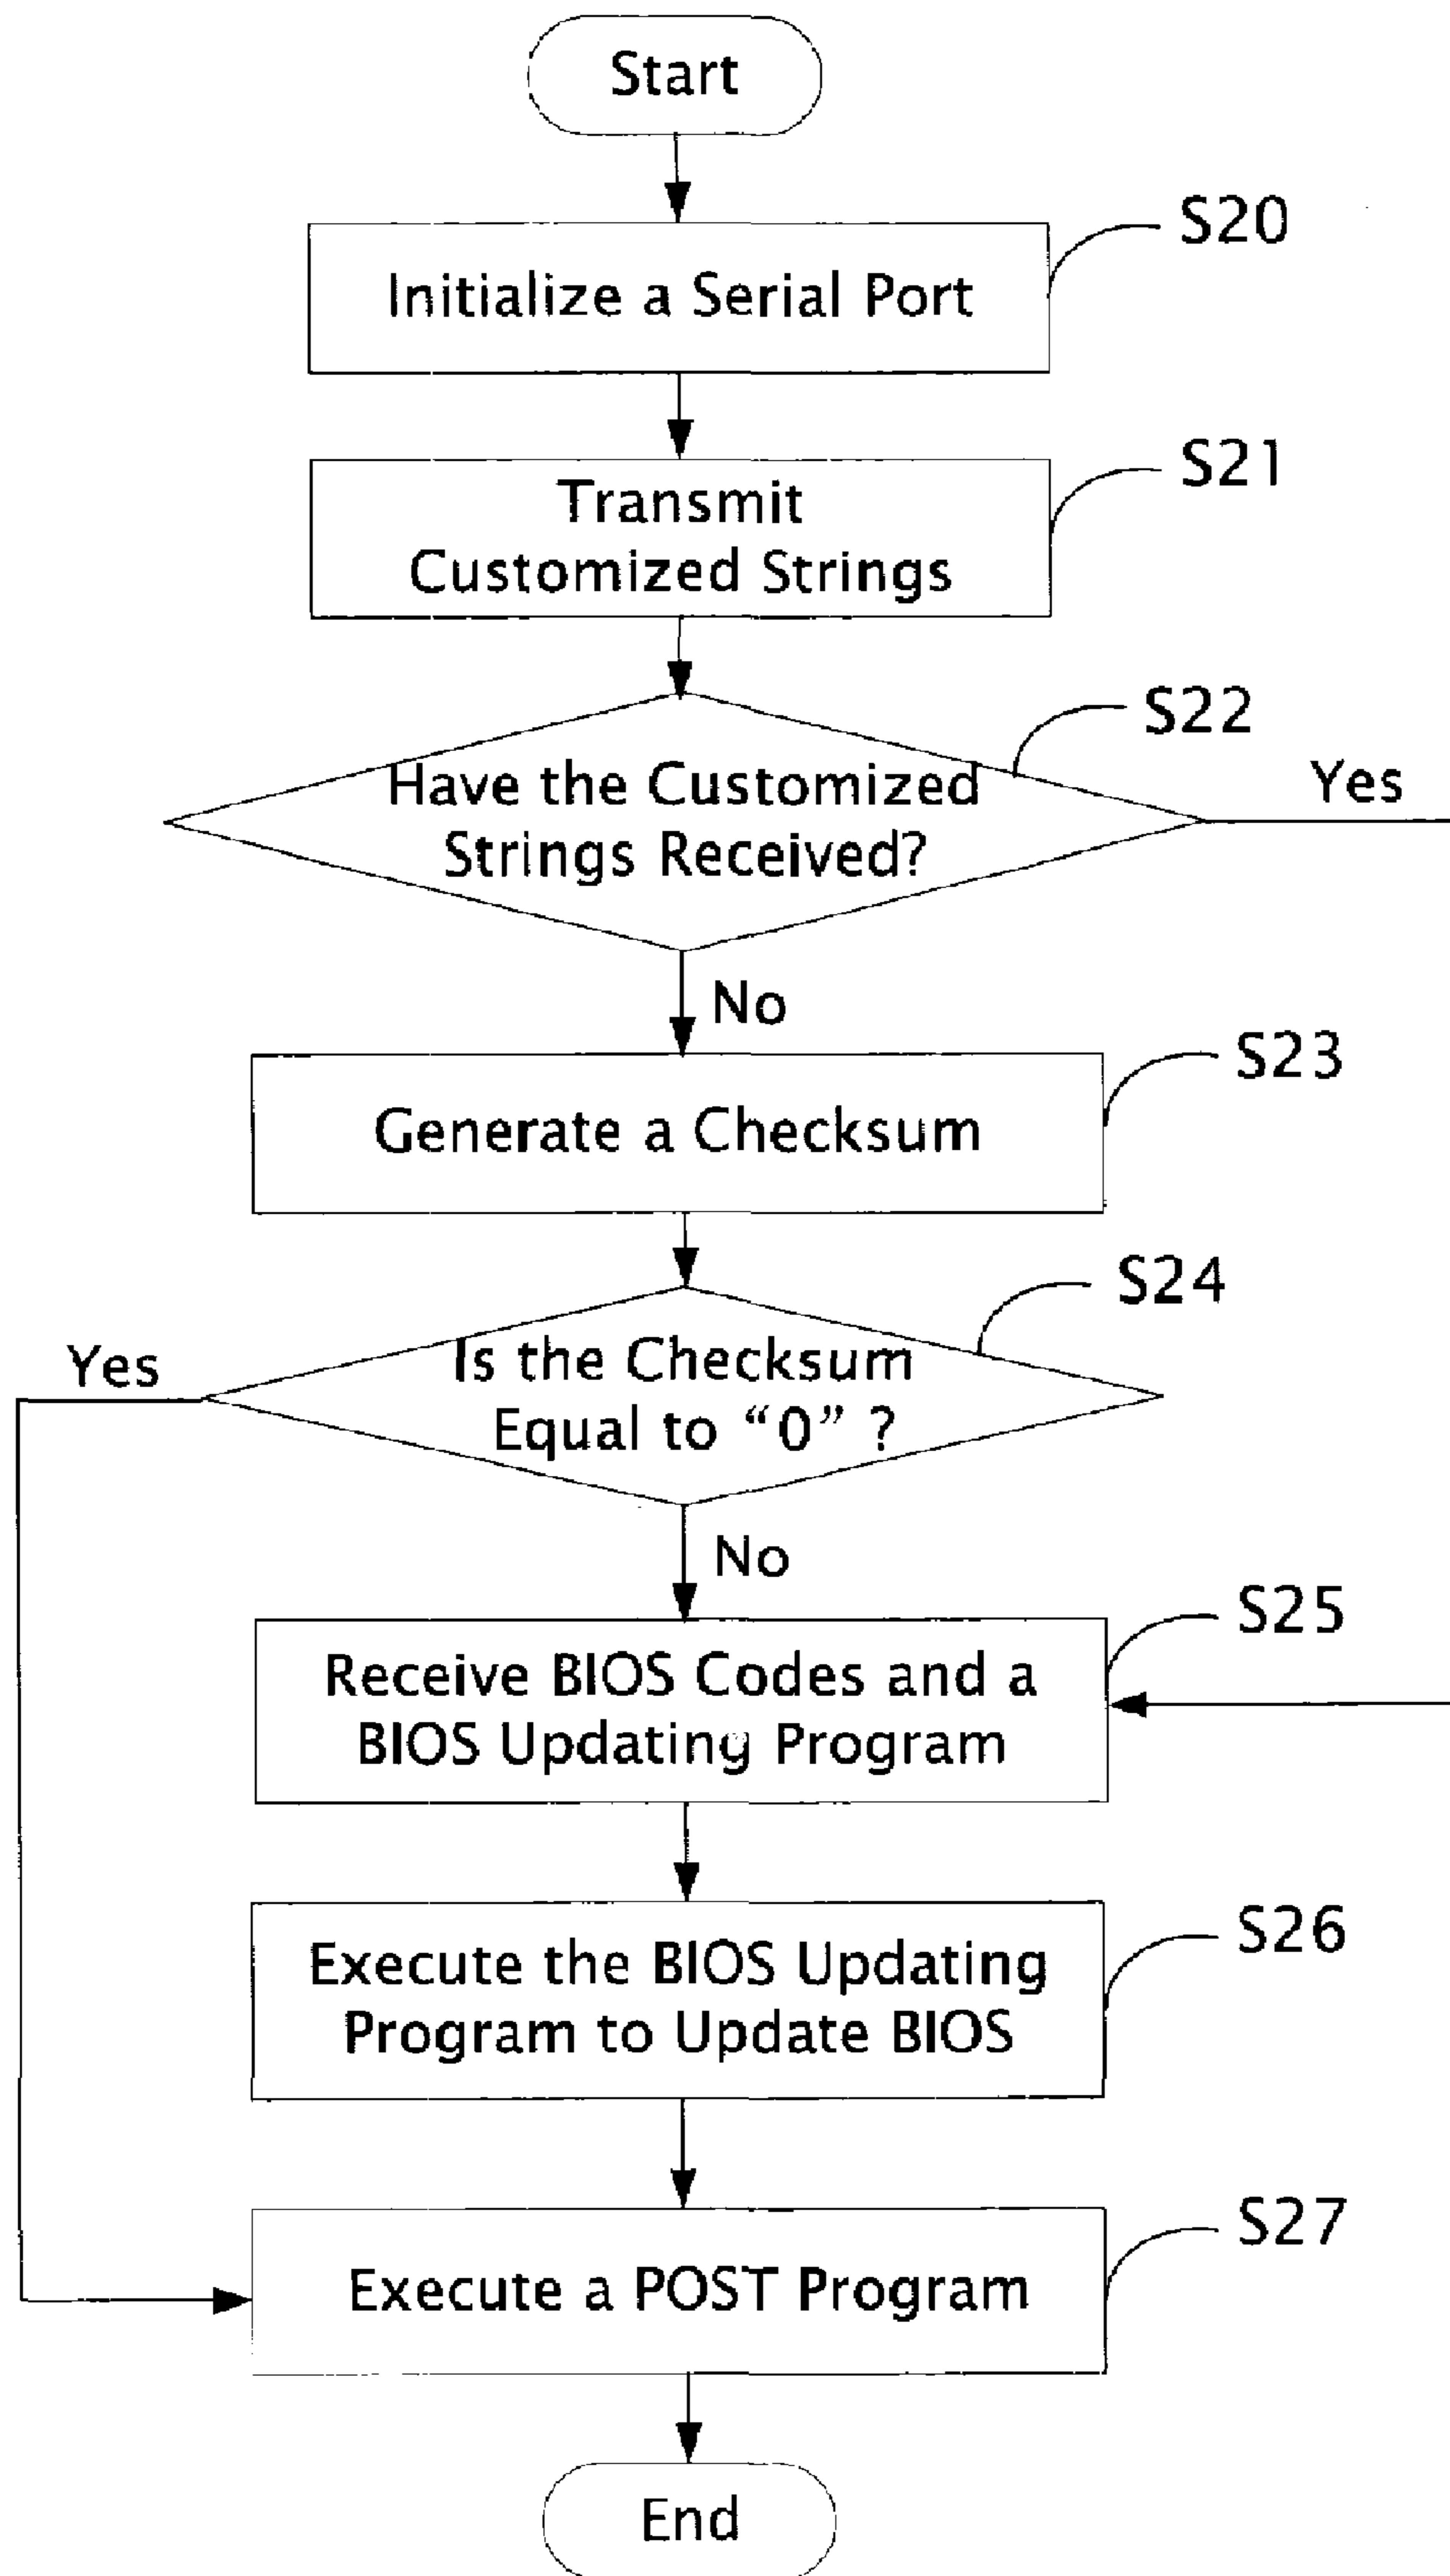 Start
S20
Initialize a Serial Port
S21
Transmit
Customized Strings
S22
Have the Customized
Strings Received?
Yes
No
S23
Generate a Checksum
S24
Yes
Is the Checksum
Equal to “0” ?
No
S25
Receive BIOS Codes and a
BIOS Updating Program
S26
Execute the BIOS Updating
Program to Update BIOS
S27
Execute a POST Program
End